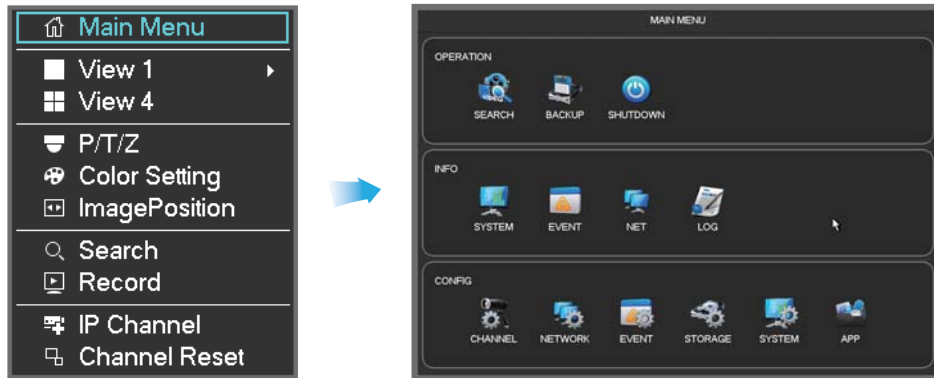 Main Menu
View 1
View 4
P/T/Z
Color Setting
ImagePosition
Search
Record
IP Channel
Channel Reset
MAIN MENU
OPERATION
SEARCH BACKUP SHUTDOWN
INFO
SYSTEM EVENT NET LOG
CONFIG
CHANNEL NETWORK EVENT STORAGE SYSTEM APP